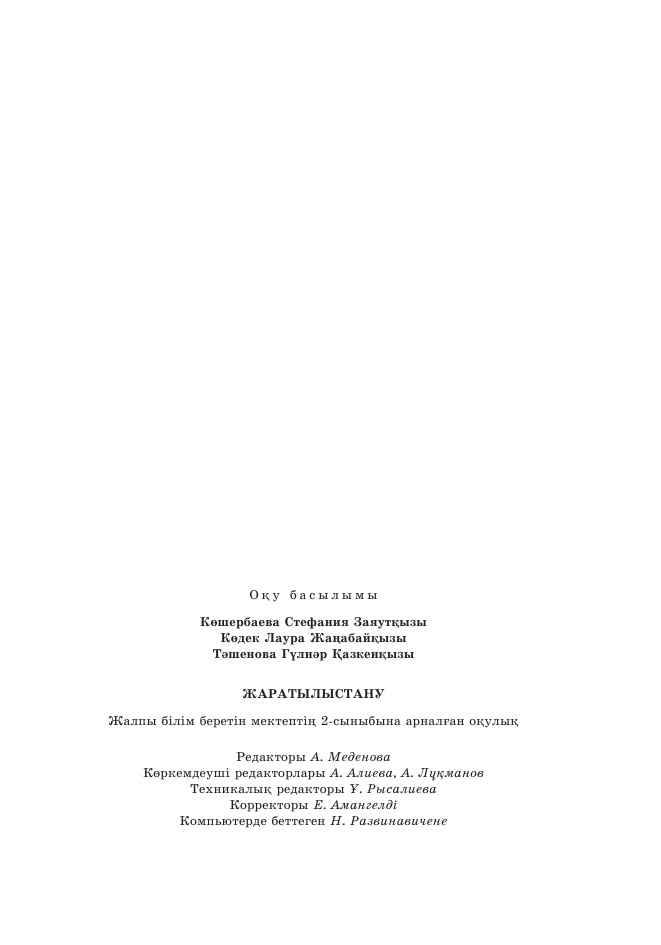 Оқу басылымы
Көшербаева Стефания Заяутқызы
Көдек Лаура Жаңабайқызы
Тәшенова Гүлнәр Қазкенқызы
ЖАРАТЫЛЫСТАНУ
Жалпы білім беретін мектептің 2-сыныбына арналған оқулық
Редакторы А. Меденова
Көркемдеуші редакторлары А. Алиева, А. Лұқманов
Техникалық редакторы Ұ. Рысалиева
Корректоры Е. Амангелді
Компьютерде беттеген Н. Развинавичене